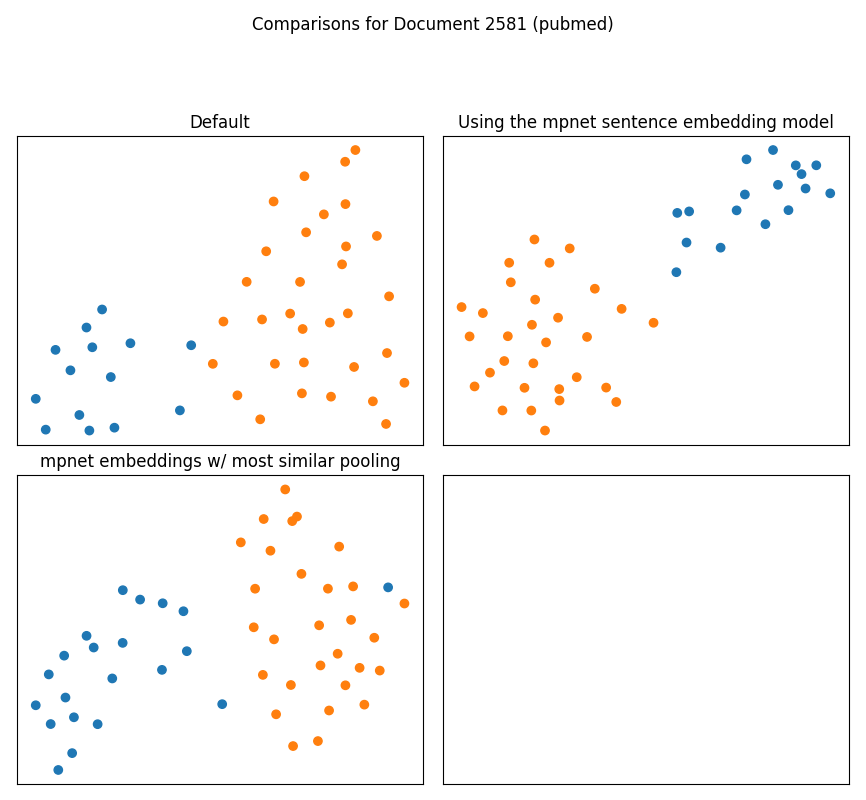 Comparisons for Document 2581 (pubmed)
Default
Using the mpnet sentence embedding model
mpnet embeddings w/ most similar pooling